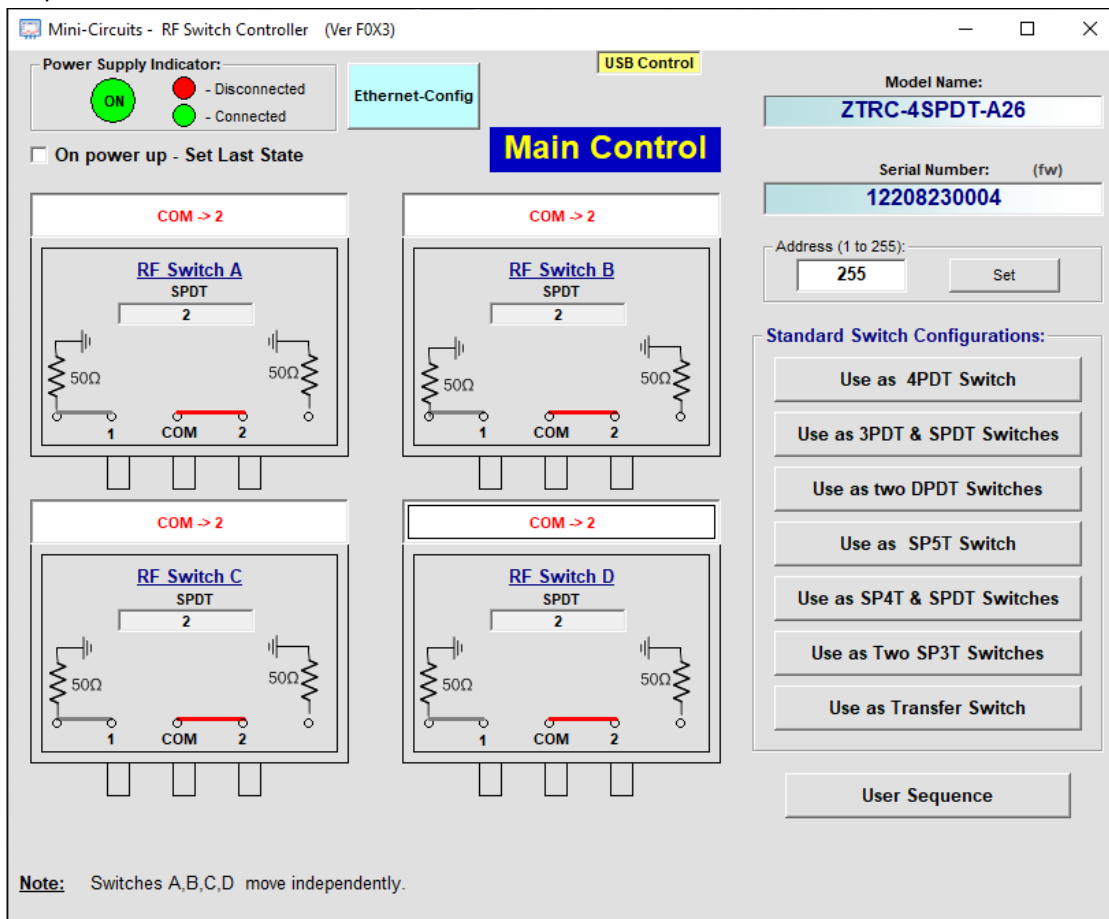 Mini-Circuits - RF Switch Controller (Ver F0X3)
Power Supply Indicator:
ON
- Disconnected
- Connected
Ethernet-Config
USB Control
Main Control
On power up - Set Last State
Model Name:
ZTRC-4SPDT-A26
Serial Number: (fw)
12208230004
Address (1 to 255):
255 Set
COM -> 2
RF Switch A
SPDT
2
50Ω 50Ω
1 COM 2
COM -> 2
RF Switch B
SPDT
2
50Ω 50Ω
1 COM 2
COM -> 2
RF Switch C
SPDT
2
50Ω 50Ω
1 COM 2
COM -> 2
RF Switch D
SPDT
2
50Ω 50Ω
1 COM 2
Standard Switch Configurations:
Use as 4PDT Switch
Use as 3PDT & SPDT Switches
Use as two DPDT Switches
Use as SP5T Switch
Use as SP4T & SPDT Switches
Use as Two SP3T Switches
Use as Transfer Switch
User Sequence
Note: Switches A,B,C,D move independently.